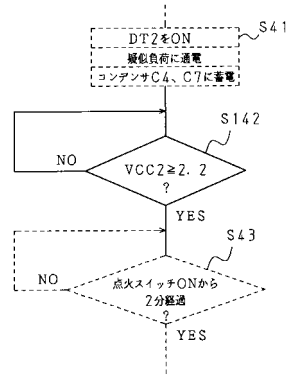 S41
DT2をON
疑似負荷に通電
コンデンサC4、C7に蓄電
S142
NO
VCC2≧2.2
?
YES
S43
NO
点火スイッチONから
2分経過
?
YES